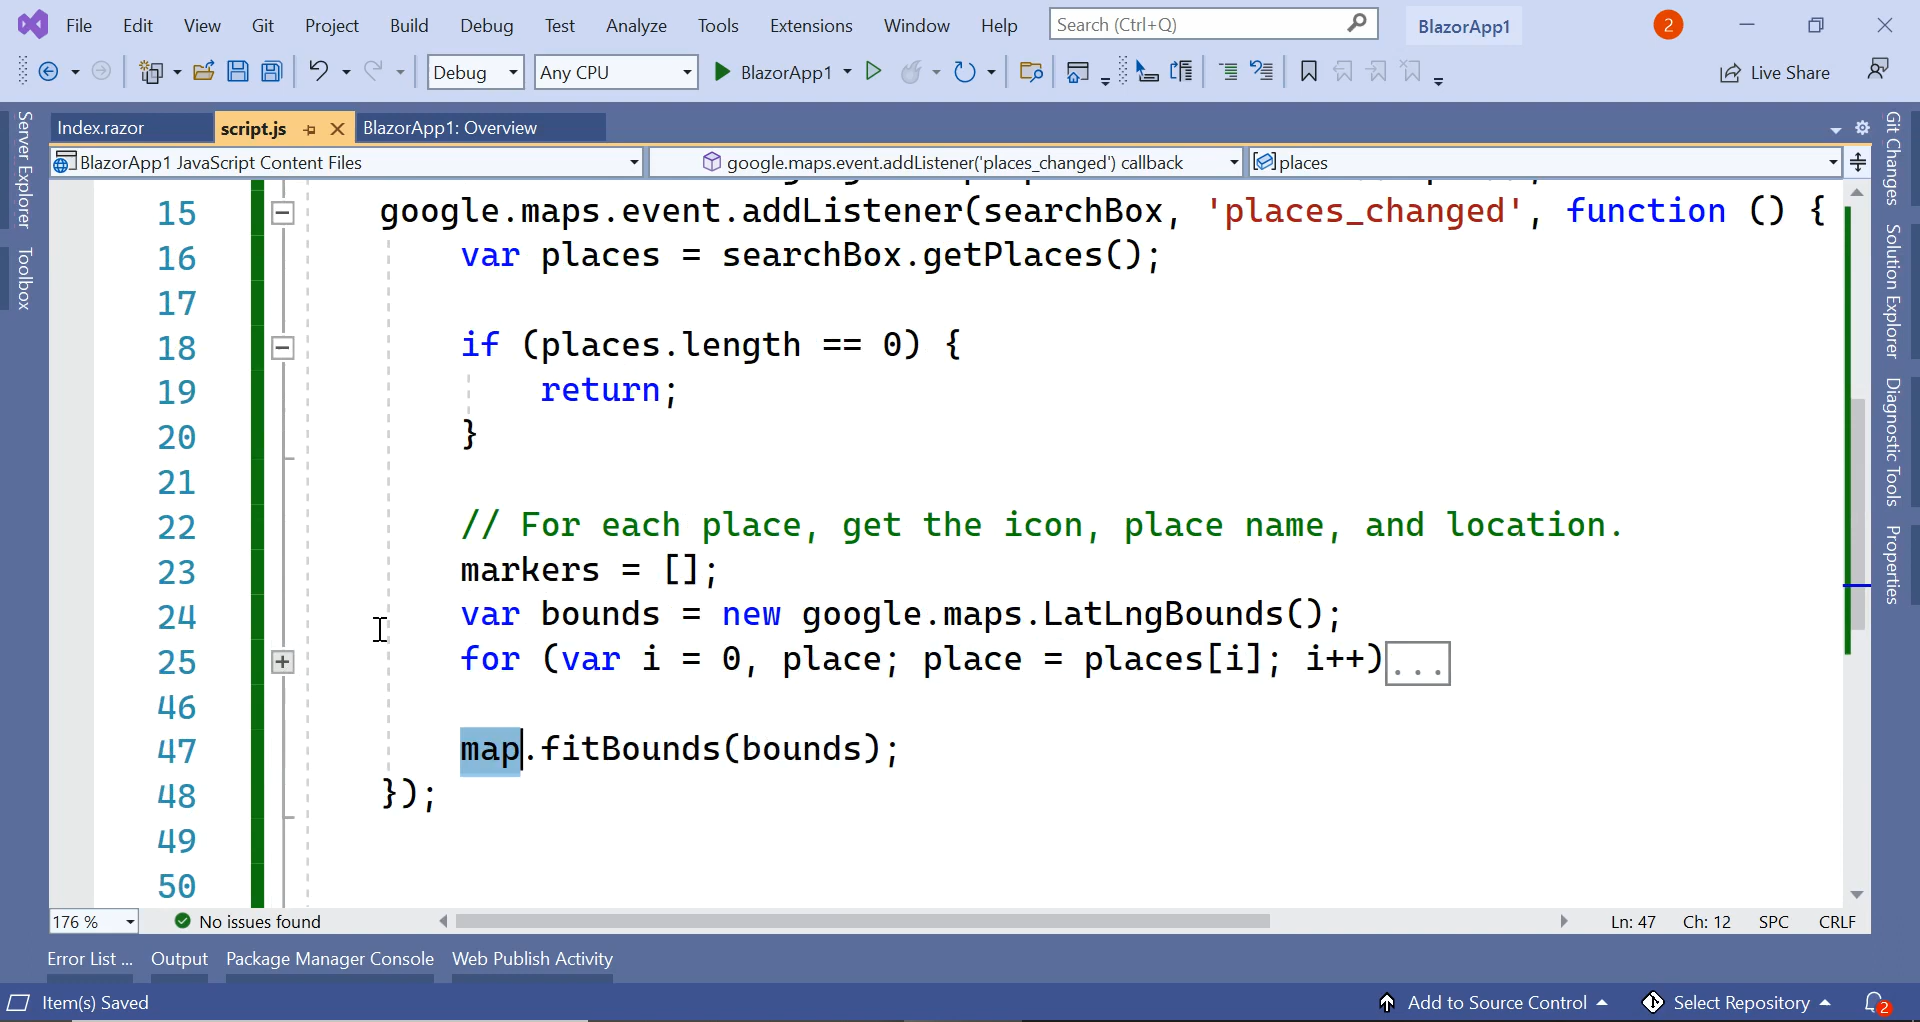 File Edit View Git Project Build Debug Test Analyze Tools Extensions Window Help Search (Ctrl+Q) BlazorApp1 2
Debug Any CPU BlazorApp1 Live Share
Index.razor script.js BlazorApp1: Overview
BlazorApp1 JavaScript Content Files google.maps.event.addListener('places_changed') callback places
Server Explorer
Toolbox
15 google.maps.event.addListener(searchBox, 'places_changed', function () {
16 var places = searchBox.getPlaces();
17
18 if (places.length == 0) {
19 return;
20 }
21
22 // For each place, get the icon, place name, and location.
23 markers = [];
24 var bounds = new google.maps.LatLngBounds();
25 for (var i = 0, place; place = places[i]; i++)...
46
47 map.fitBounds(bounds);
48 });
49
50
Git Changes
Solution Explorer
Diagnostic Tools
Properties
176 % No issues found Ln: 47 Ch: 12 SPC CRLF
Error List ... Output Package Manager Console Web Publish Activity
Item(s) Saved Add to Source Control Select Repository 2